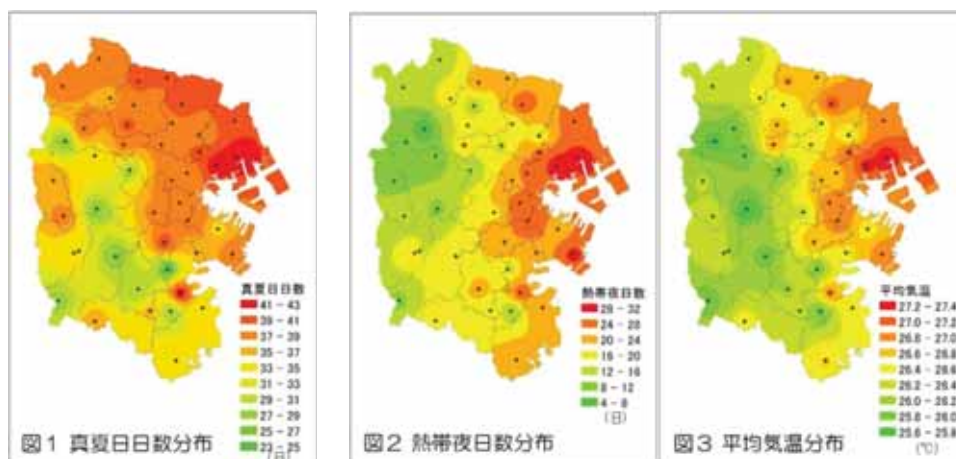 真夏日日数
41 - 43
39 - 41
37 - 39
35 - 37
33 - 35
31 - 33
29 - 31
27 - 29
25 - 27
23 - 25
(日)
図1 真夏日日数分布
熱帯夜日数
28 - 32
24 - 28
20 - 24
16 - 20
12 - 16
8 - 12
4 - 8
(日)
図2 熱帯夜日数分布
平均気温
27.2 - 27.4
27.0 - 27.2
26.8 - 27.0
26.6 - 26.8
26.4 - 26.6
26.2 - 26.4
26.0 - 26.2
25.8 - 26.0
25.6 - 25.8
(℃)
図3 平均気温分布